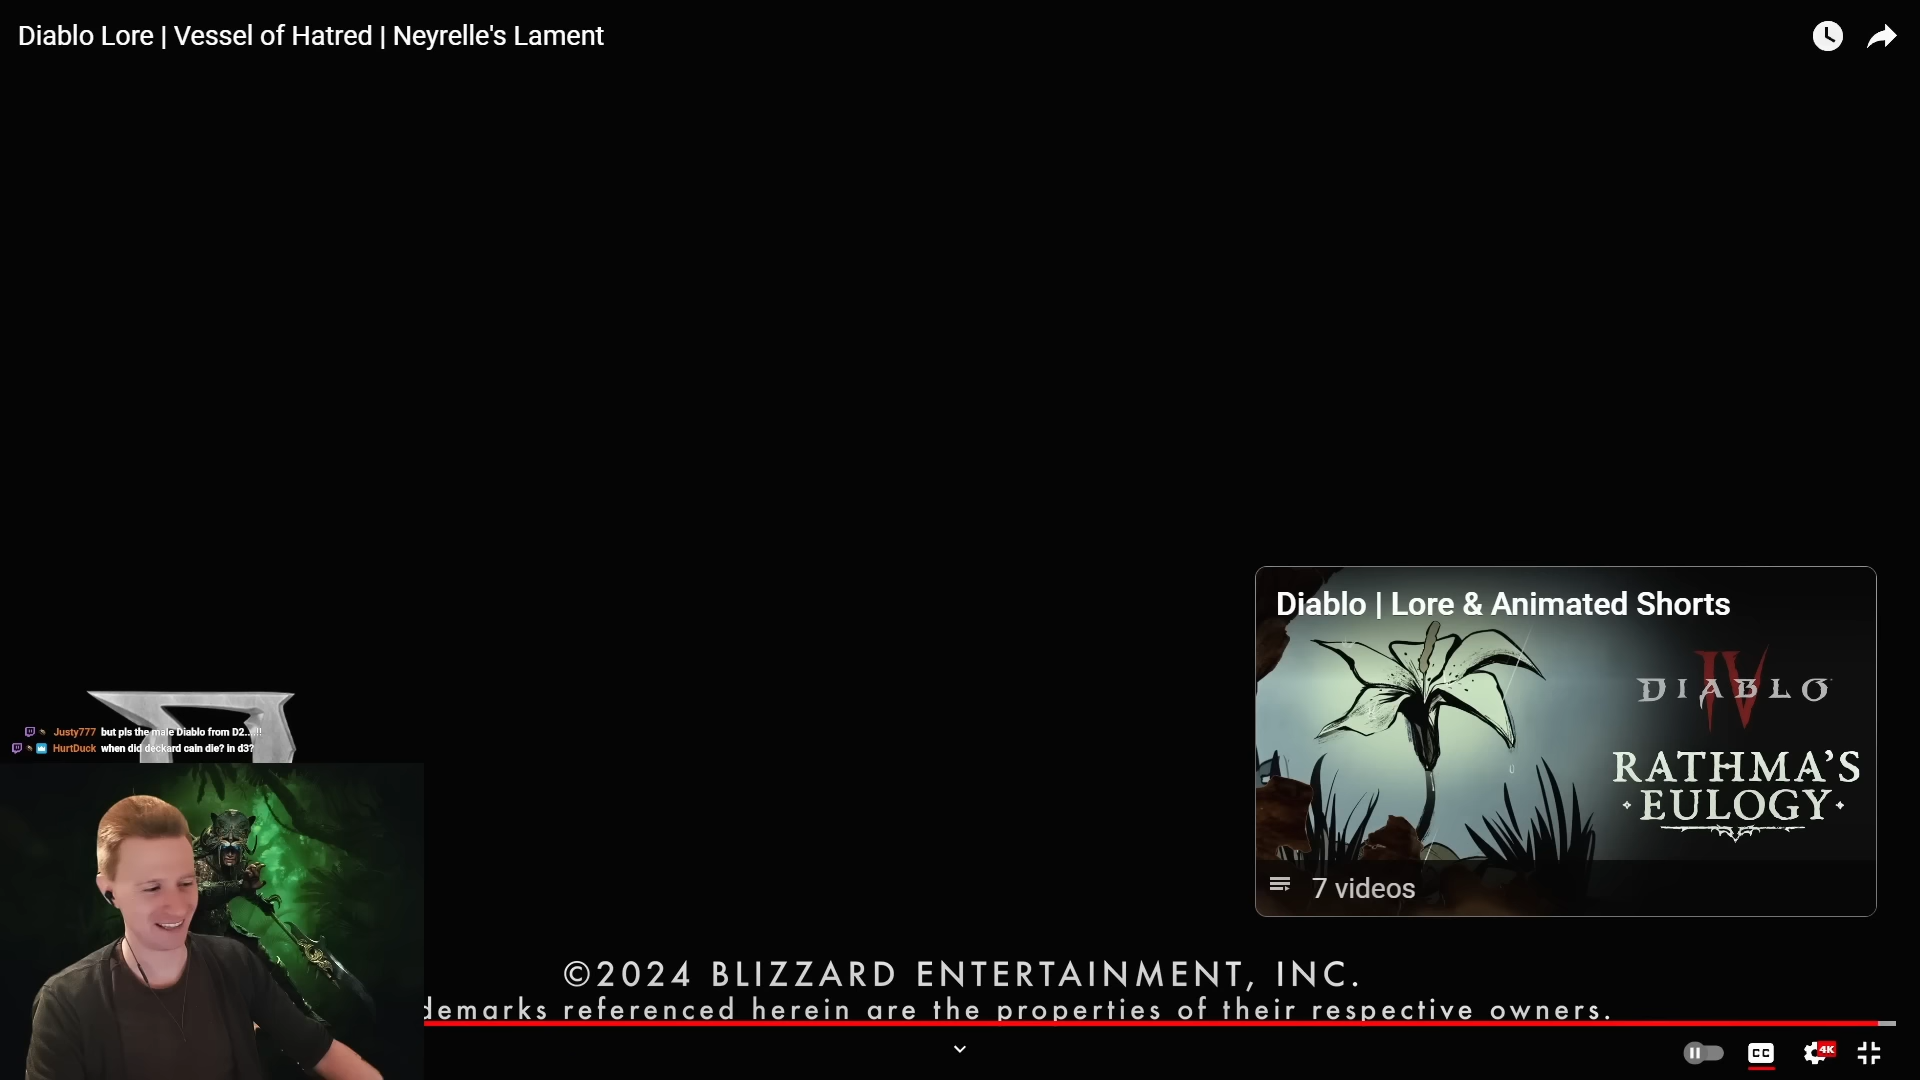 Diablo Lore | Vessel of Hatred | Neyrelle's Lament
Diablo | Lore & Animated Shorts
DIABLO
IV
RATHMA'S
EULOGY
7 videos
Justy777 but pls the male Diablo from D2...!!
HurtDuck when did deckard cain die? in d3?
©2024 BLIZZARD ENTERTAINMENT, INC.
demarks referenced herein are the properties of their respective owners.
CC
4K